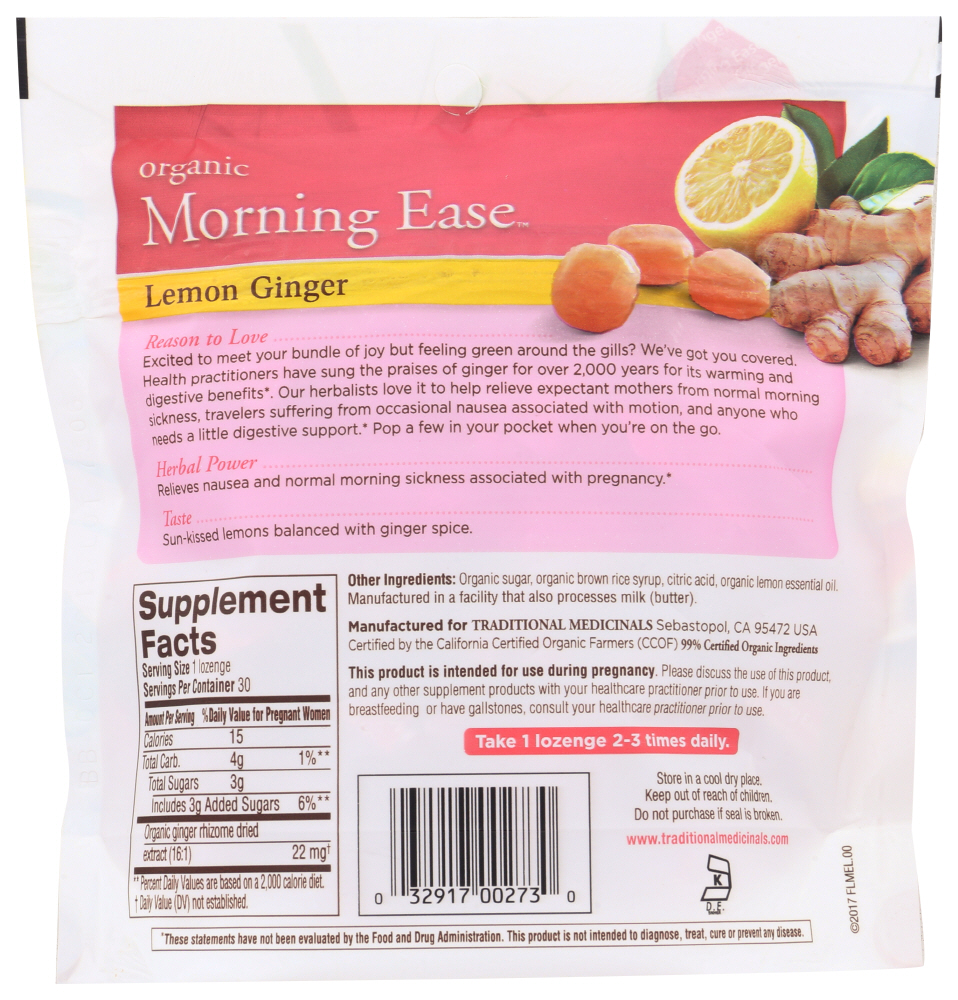 organic
Morning Ease™
Lemon Ginger
Reason to Love
Excited to meet your bundle of joy but feeling green around the gills? We've got you covered.
Health practitioners have sung the praises of ginger for over 2,000 years for its warming and
digestive benefits*. Our herbalists love it to help relieve expectant mothers from normal morning
sickness, travelers suffering from occasional nausea associated with motion, and anyone who
needs a little digestive support.* Pop a few in your pocket when you're on the go.
Herbal Power
Relieves nausea and normal morning sickness associated with pregnancy.*
Taste
Sun-kissed lemons balanced with ginger spice.
Supplement
Facts
Serving Size 1 lozenge
Servings Per Container 30
Amount Per Serving %Daily Value for Pregnant Women
Calories 15
Total Carb. 4g 1%**
Total Sugars 3g
Includes 3g Added Sugars 6%**
Organic ginger rhizome dried
extract (16:1) 22 mg†
**Percent Daily Values are based on a 2,000 calorie diet.
† Daily Value (DV) not established.
Other Ingredients: Organic sugar, organic brown rice syrup, citric acid, organic lemon essential oil.
Manufactured in a facility that also processes milk (butter).
Manufactured for TRADITIONAL MEDICINALS Sebastopol, CA 95472 USA
Certified by the California Certified Organic Farmers (CCOF) 99% Certified Organic Ingredients
This product is intended for use during pregnancy. Please discuss the use of this product,
and any other supplement products with your healthcare practitioner prior to use. If you are
breastfeeding or have gallstones, consult your healthcare practitioner prior to use.
Take 1 lozenge 2-3 times daily.
0 32917 00273 0
Store in a cool dry place.
Keep out of reach of children.
Do not purchase if seal is broken.
www.traditionalmedicinals.com
K
D.E.
©2017 FLMEL.00
*These statements have not been evaluated by the Food and Drug Administration. This product is not intended to diagnose, treat, cure or prevent any disease.